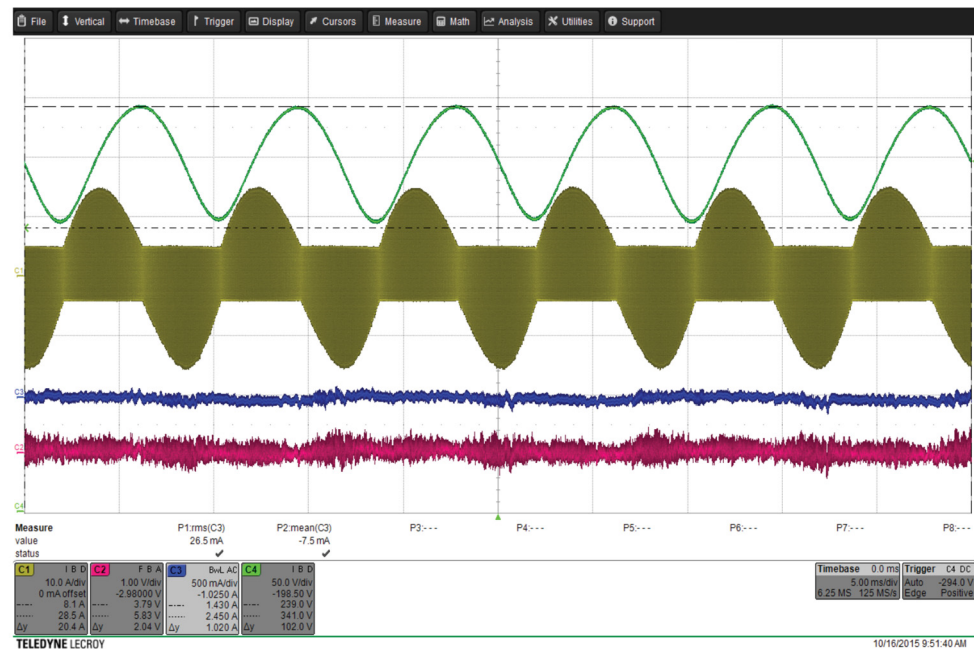 File Vertical Timebase Trigger Display Cursors Measure Math Analysis Utilities Support
C1
C3
C2
C4
Measure P1:rms(C3) P2:mean(C3) P3:--- P4:--- P5:--- P6:--- P7:--- P8:---
value 26.5 mA -7.5 mA
status
C1 I B D
10.0 A/div
0 mA offset
8.1 A
28.5 A
Δy 20.4 A
C2 F B A
1.00 V/div
-2.98000 V
3.79 V
5.83 V
Δy 2.04 V
C3 BwL AC
500 mA/div
-1.0250 A
1.430 A
2.450 A
Δy 1.020 A
C4 I B D
50.0 V/div
-198.50 V
239.0 V
341.0 V
Δy 102.0 V
Timebase 0.0 ms
5.00 ms/div
6.25 MS 125 MS/s
Trigger C4 DC
Auto -294.0 V
Edge Positive
TELEDYNE LECROY 10/16/2015 9:51:40 AM